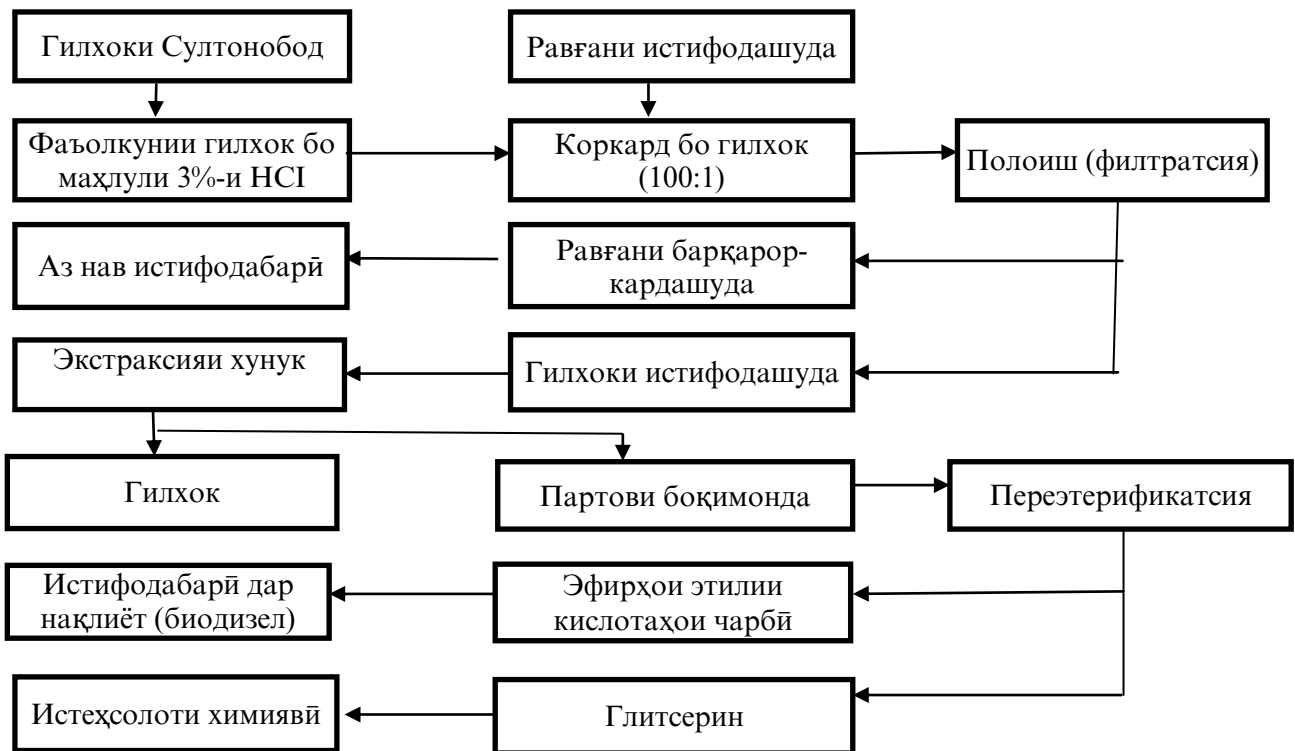 Гилхоки Султонобод
Равғани истифодашуда
Фаъолкунии гилхок бо
маҳлули 3%-и HCI
Коркард бо гилхок
(100:1)
Полоиш (филтратсия)
Аз нав истифодабарӣ
Равғани барқарор-
кардашуда
Экстраксияи хунук
Гилхоки истифодашуда
Гилхок
Партови боқимонда
Переэтерификатсия
Истифодабарӣ дар
нақлиёт (биодизел)
Эфирҳои этилии
кислотаҳои чарбӣ
Истеҳсолоти химиявӣ
Глитсерин